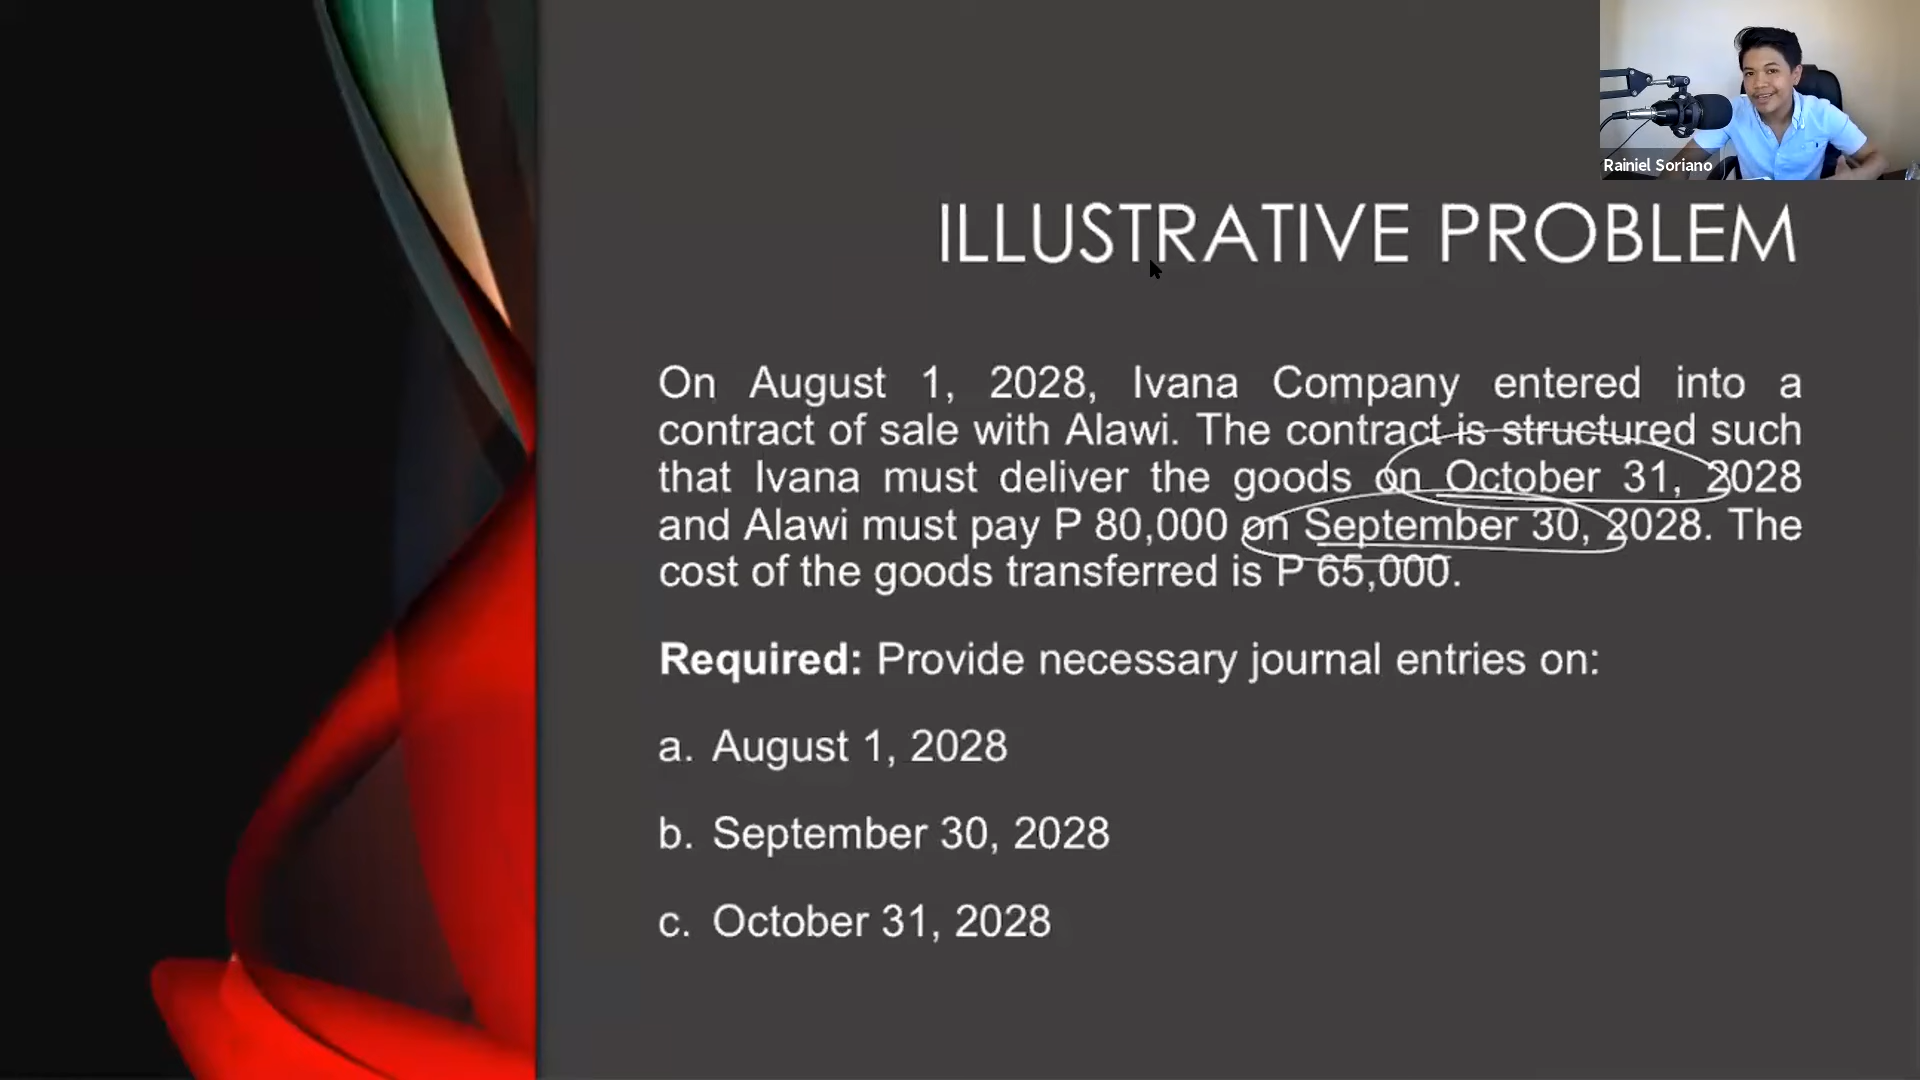 Rainiel Soriano
ILLUSTRATIVE PROBLEM
On August 1, 2028, Ivana Company entered into a
contract of sale with Alawi. The contract is structured such
that Ivana must deliver the goods on October 31, 2028
and Alawi must pay P 80,000 on September 30, 2028. The
cost of the goods transferred is P 65,000.
Required: Provide necessary journal entries on:
a. August 1, 2028
b. September 30, 2028
c. October 31, 2028